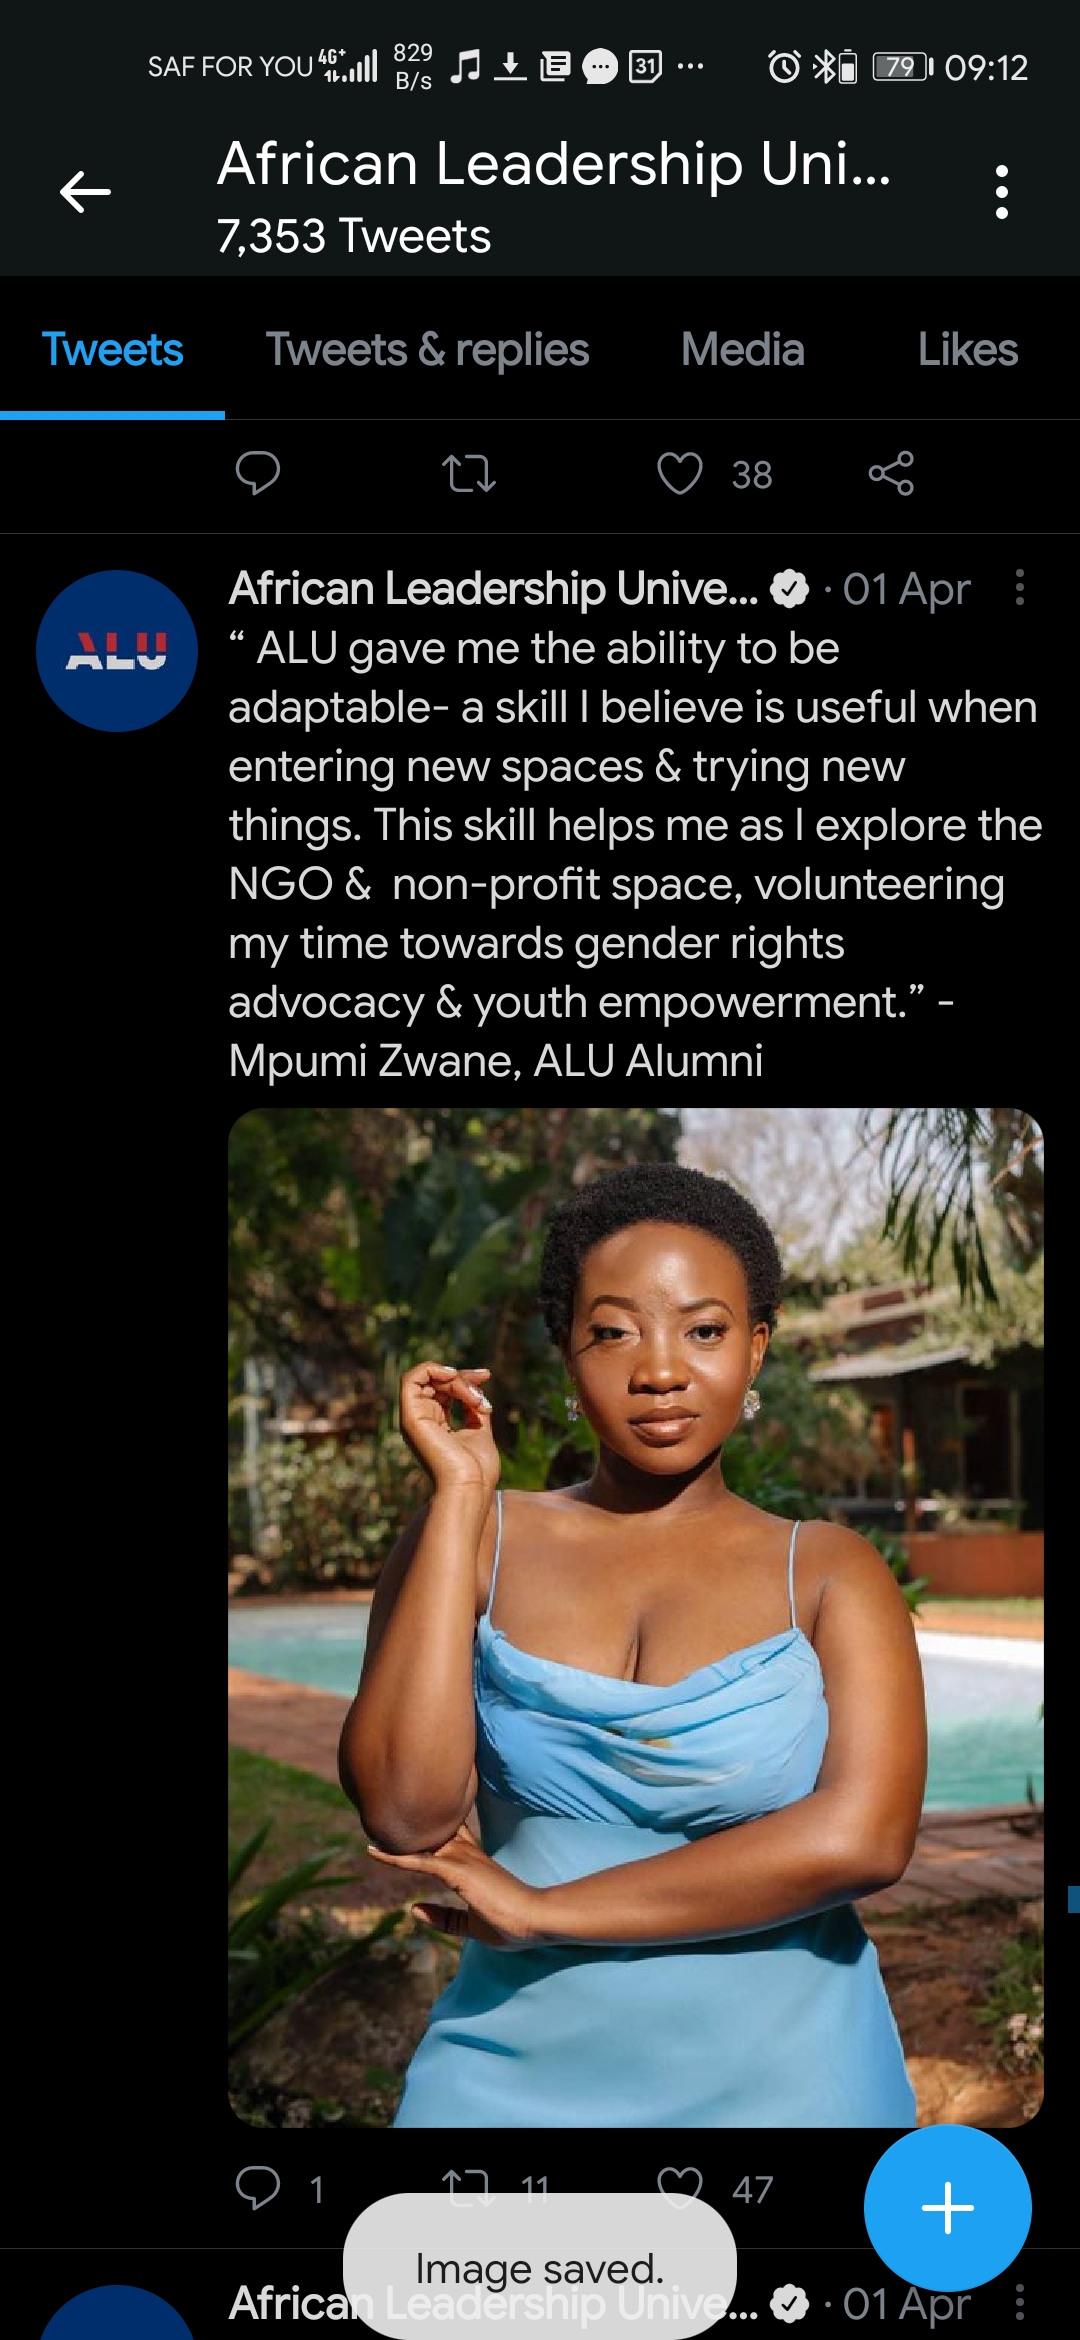 SAF FOR YOU 4G+ 829 B/s 31 ... 79 09:12
African Leadership Uni...
7,353 Tweets
Tweets Tweets & replies Media Likes
38
African Leadership Unive... · 01 Apr
ALU
“ ALU gave me the ability to be
adaptable- a skill I believe is useful when
entering new spaces & trying new
things. This skill helps me as I explore the
NGO &  non-profit space, volunteering
my time towards gender rights
advocacy & youth empowerment.” -
Mpumi Zwane, ALU Alumni
1 11 47
Image saved.
African Leadership Unive... · 01 Apr